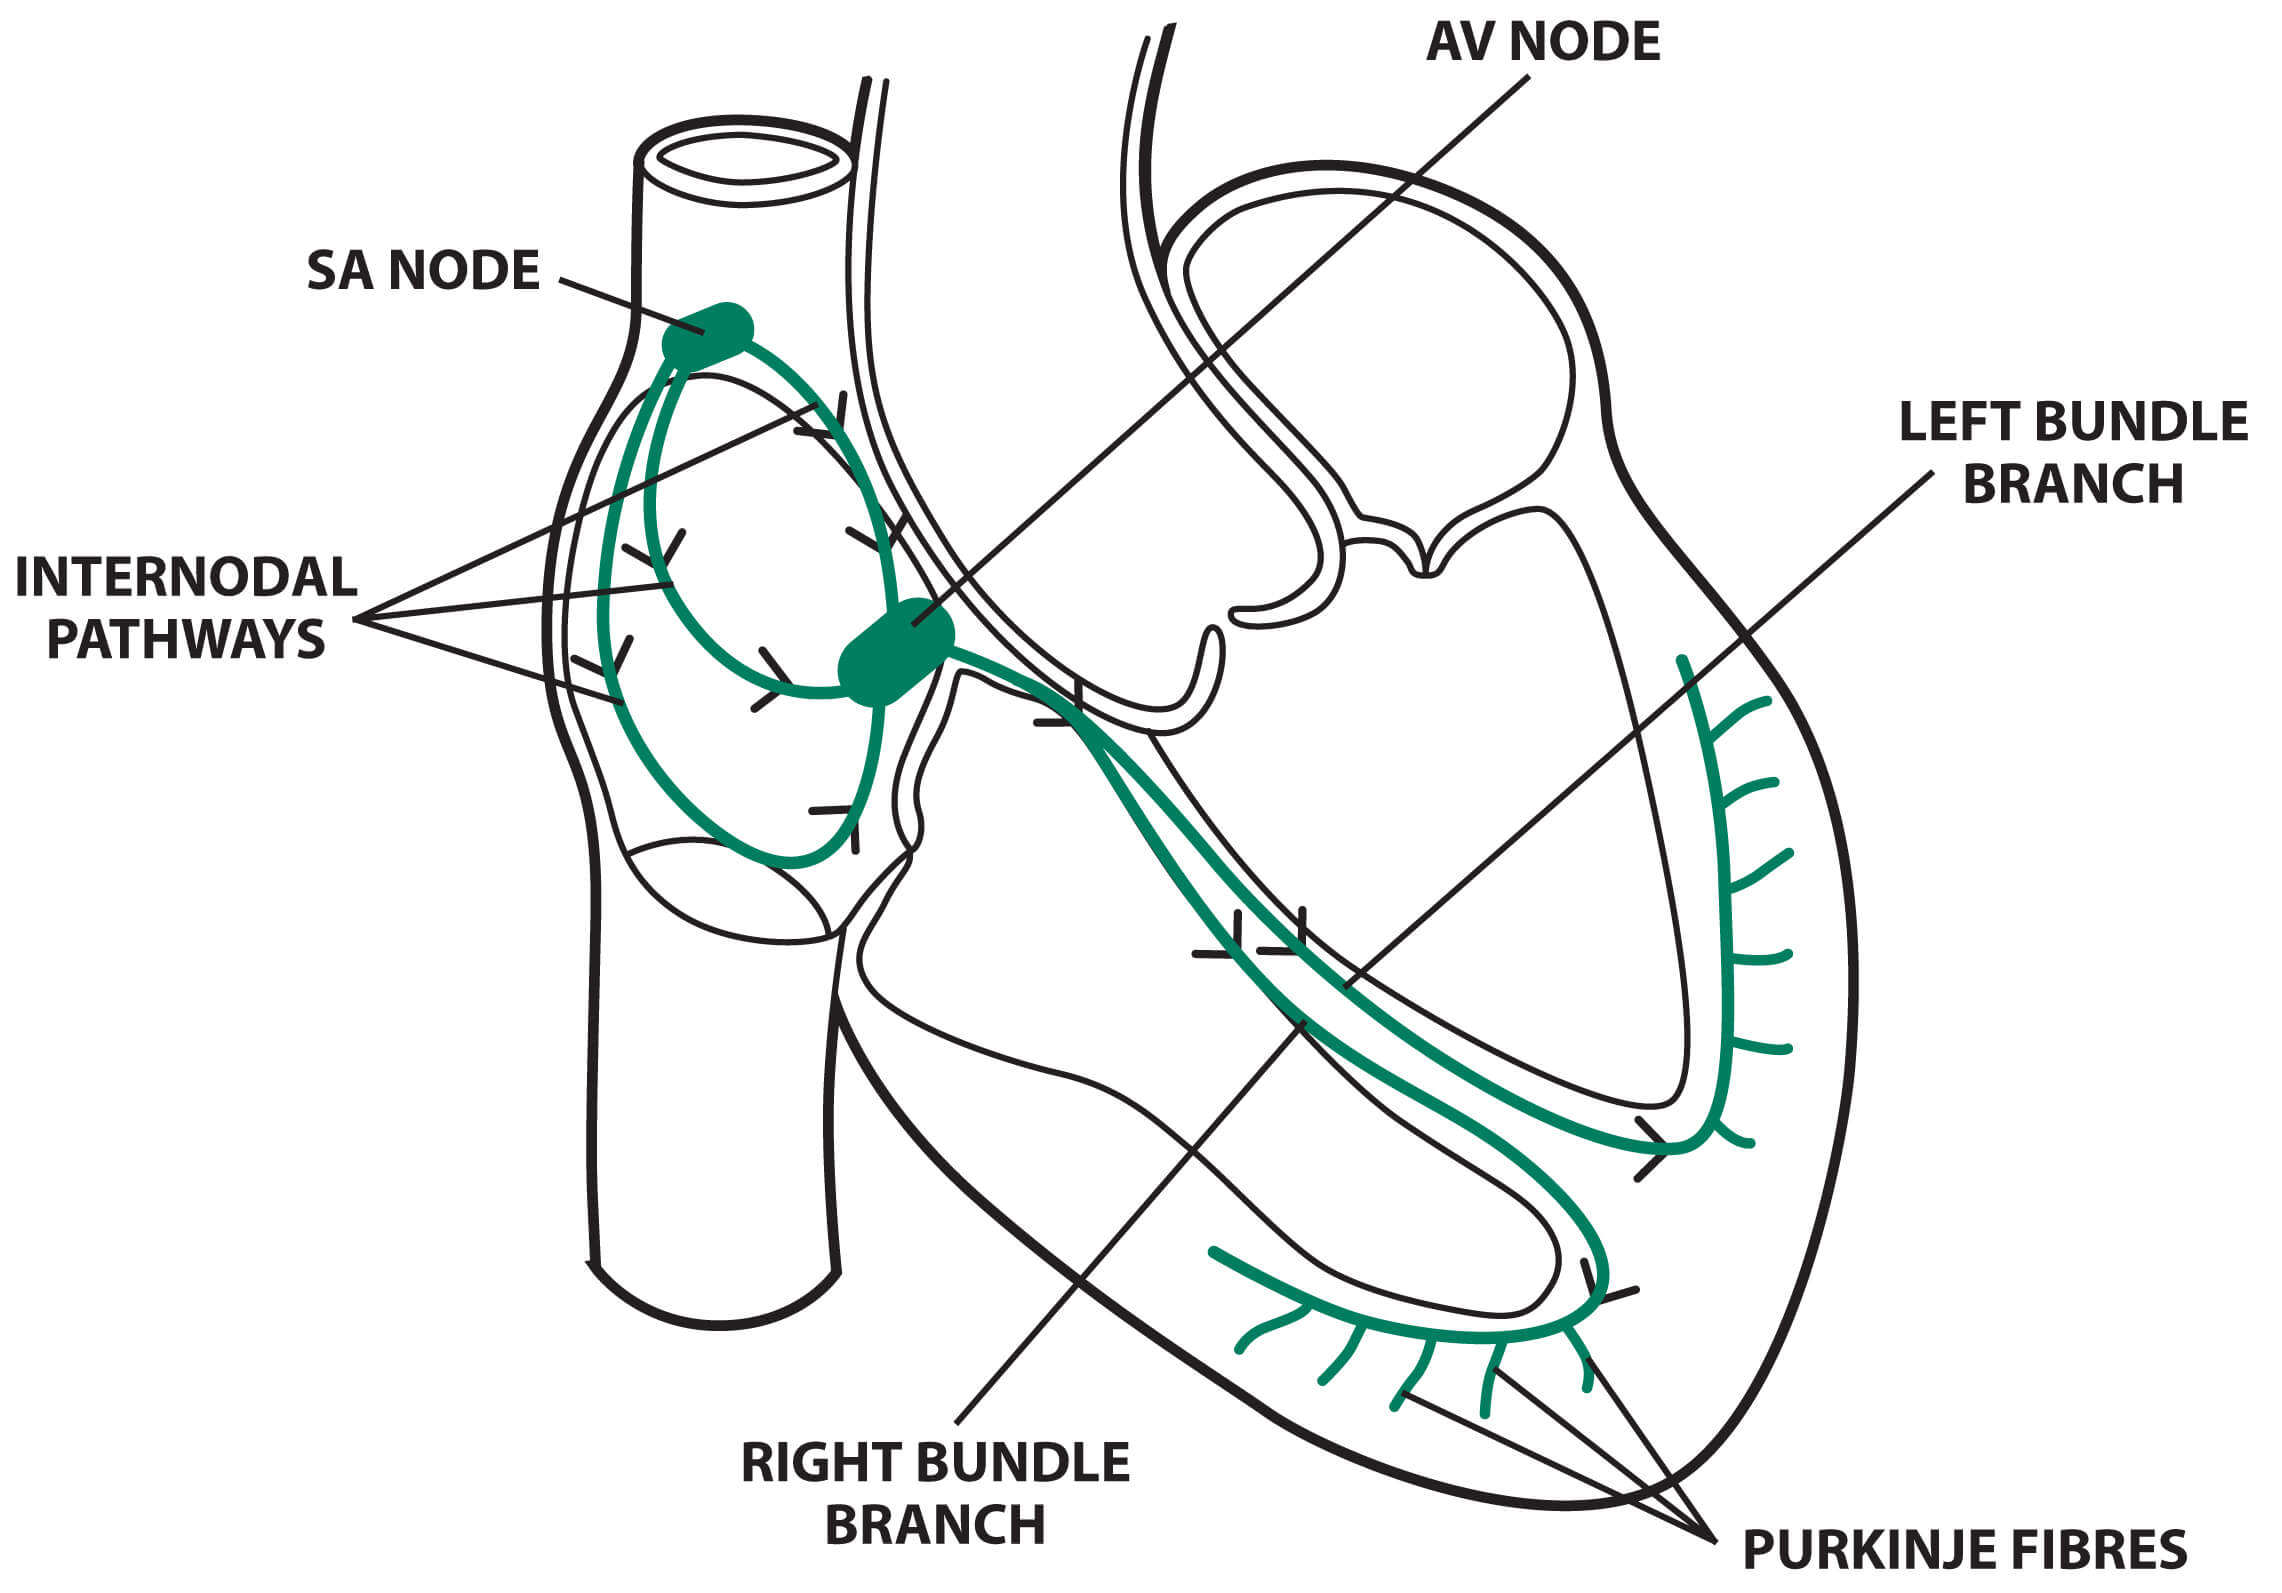 AV NODE
SA NODE
LEFT BUNDLE
BRANCH
INTERNODAL
PATHWAYS
RIGHT BUNDLE
BRANCH
PURKINJE FIBRES